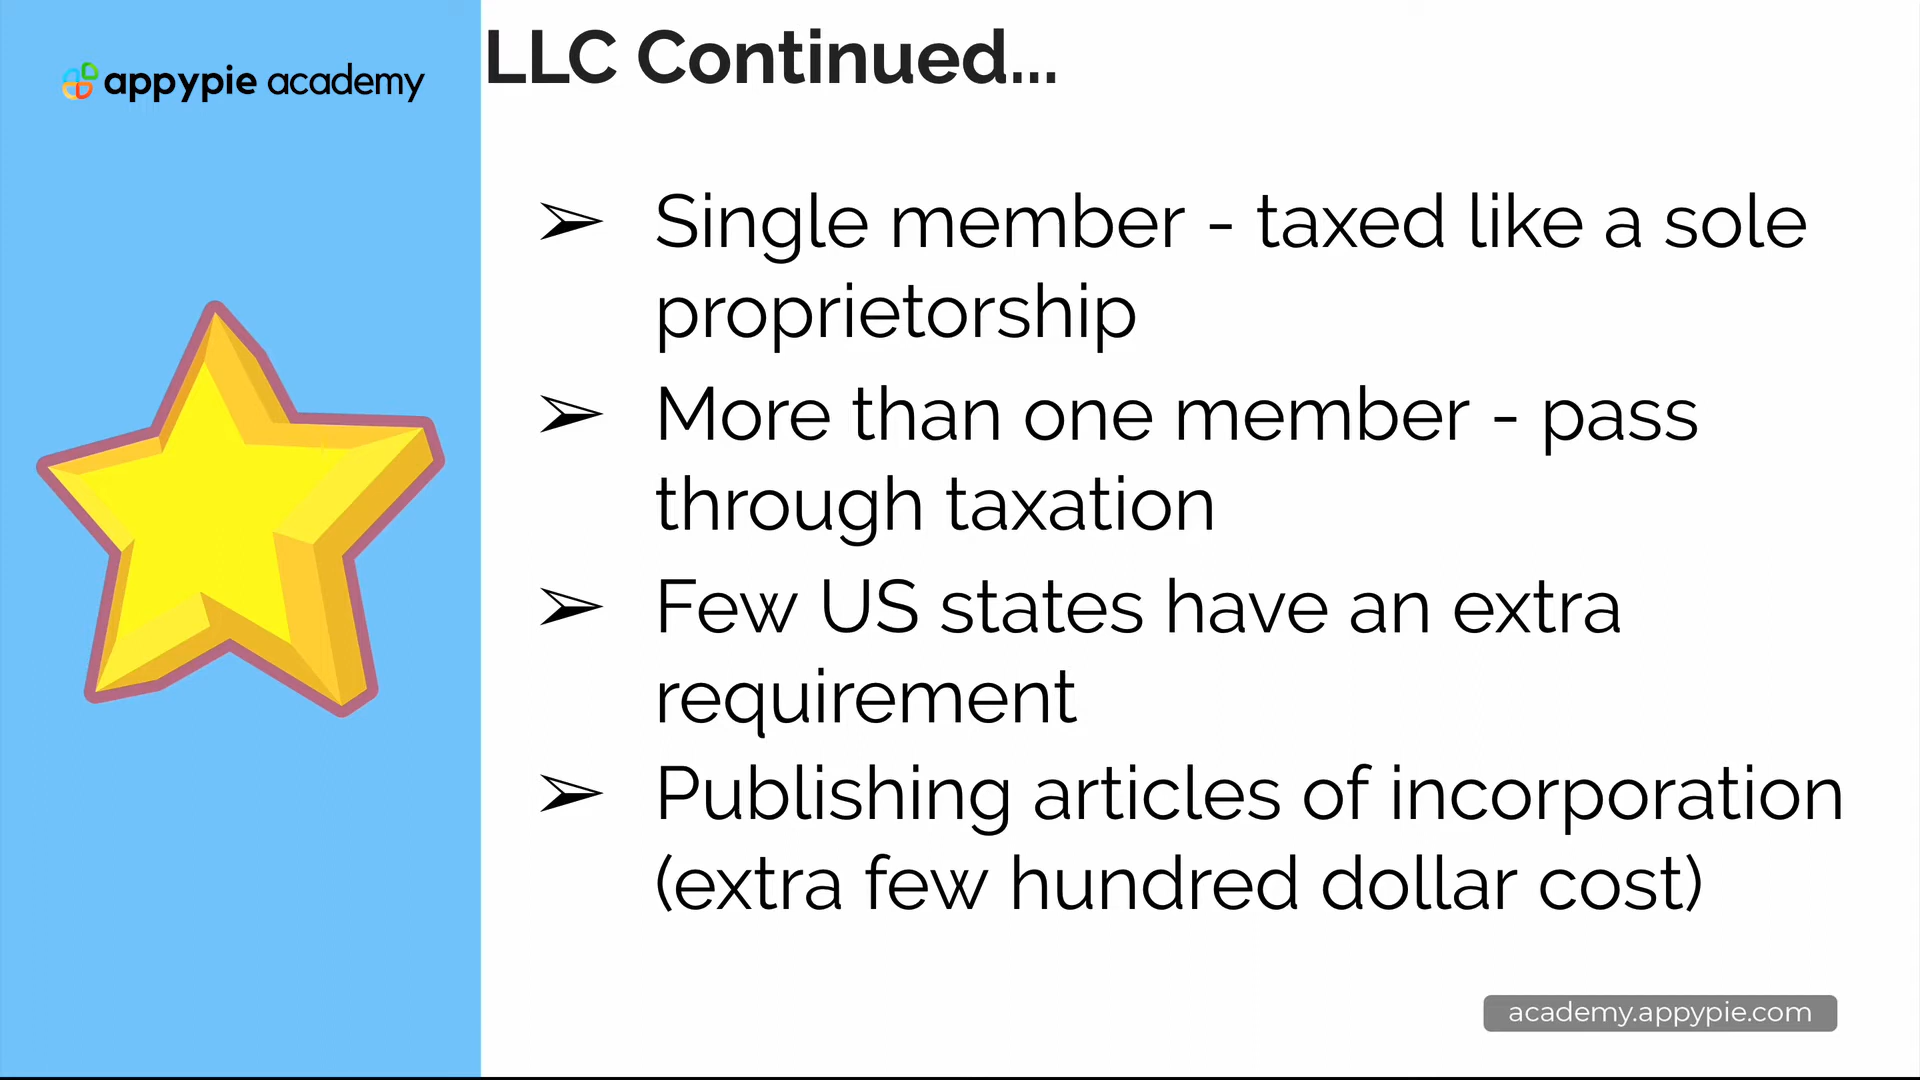 appypie academy
LLC Continued...
➢ Single member - taxed like a sole
proprietorship
➢ More than one member - pass
through taxation
➢ Few US states have an extra
requirement
➢ Publishing articles of incorporation
(extra few hundred dollar cost)
academy.appypie.com